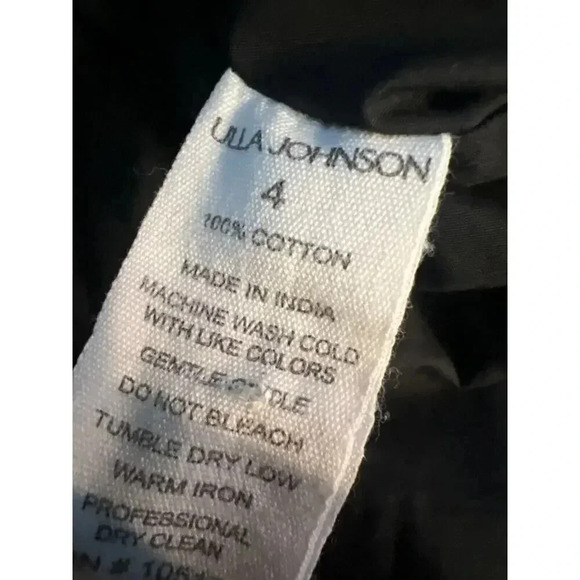 ULLA JOHNSON
4
100% COTTON
MADE IN INDIA
MACHINE WASH COLD
WITH LIKE COLORS
GENTLE CYCLE
DO NOT BLEACH
TUMBLE DRY LOW
WARM IRON
PROFESSIONAL
DRY CLEAN